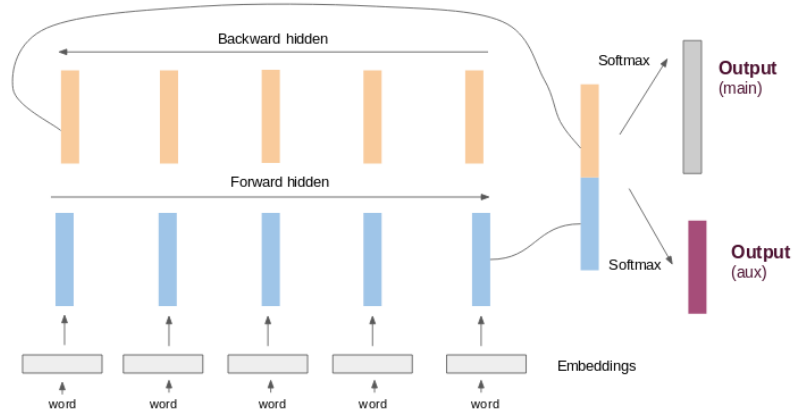 Backward hidden
Softmax
Output
(main)
Forward hidden
Output
(aux)
Softmax
Embeddings
word word word word word